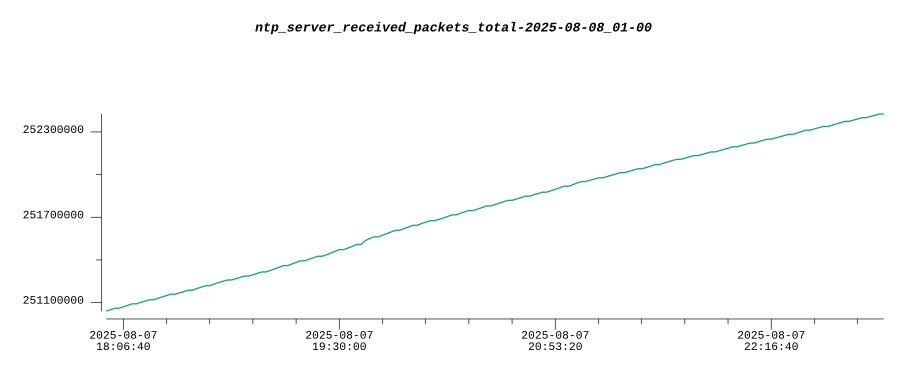 ntp_server_received_packets_total-2025-08-08_01-00
252300000
251700000
251100000
2025-08-07 2025-08-07 2025-08-07 2025-08-07
18:06:40 19:30:00 20:53:20 22:16:40